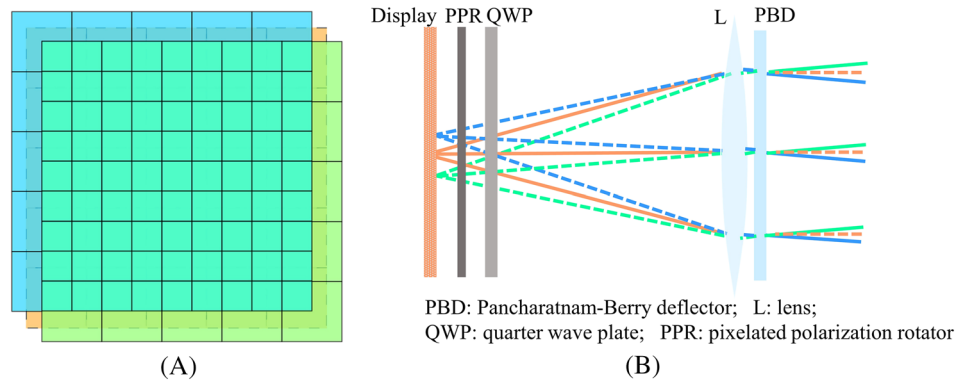 Display PPR QWP L PBD
PBD: Pancharatnam-Berry deflector; L: lens;
QWP: quarter wave plate; PPR: pixelated polarization rotator
(A) (B)